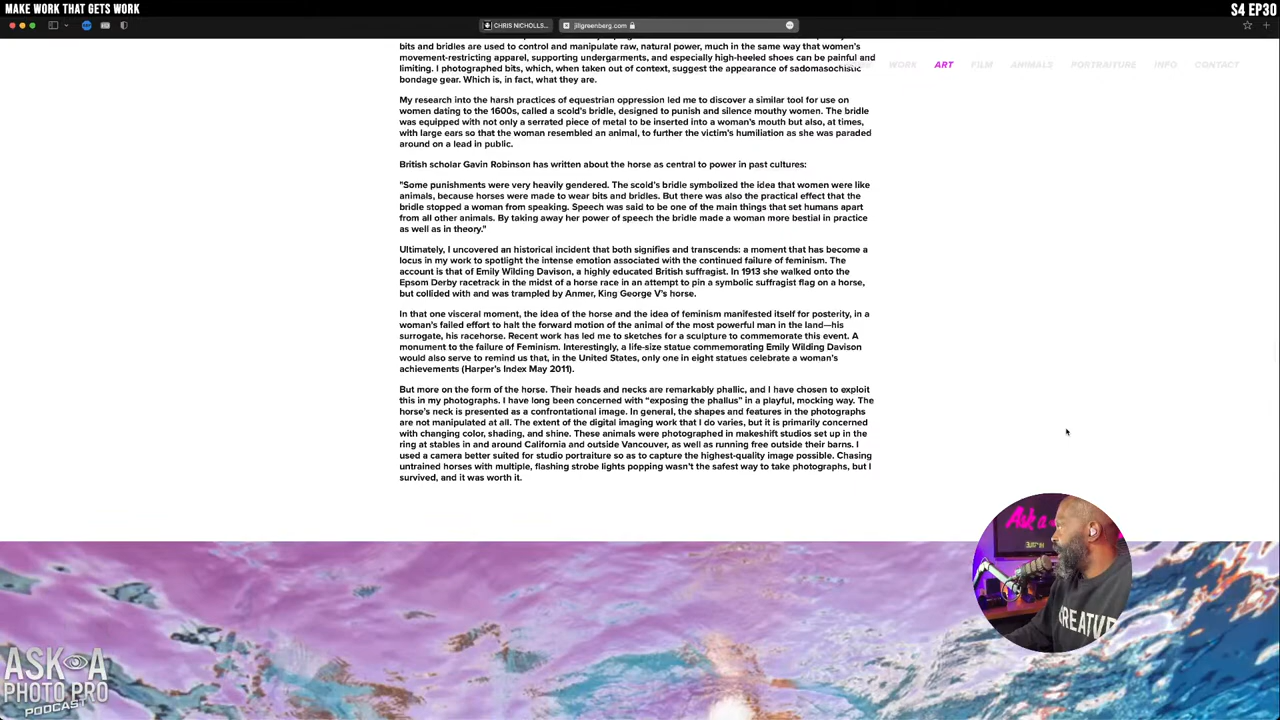 MAKE WORK THAT GETS WORK
S4 EP30
CHRIS NICHOLLS...
jillgreenberg.com
WORK ART FILM ANIMALS PORTRAITURE INFO CONTACT
bits and bridles are used to control and manipulate raw, natural power, much in the same way that women's
movement-restricting apparel, supporting undergarments, and especially high-heeled shoes can be painful and
limiting. I photographed bits, which, when taken out of context, suggest the appearance of sadomasochistic
bondage gear. Which is, in fact, what they are.
My research into the harsh practices of equestrian oppression led me to discover a similar tool for use on
women dating to the 1600s, called a scold's bridle, designed to punish and silence mouthy women. The bridle
was equipped with not only a serrated piece of metal to be inserted into a woman's mouth but also, at times,
with large ears so that the woman resembled an animal, to further the victim's humiliation as she was paraded
around on a lead in public.
British scholar Gavin Robinson has written about the horse as central to power in past cultures:
"Some punishments were very heavily gendered. The scold's bridle symbolized the idea that women were like
animals, because horses were made to wear bits and bridles. But there was also the practical effect that the
bridle stopped a woman from speaking. Speech was said to be one of the main things that set humans apart
from all other animals. By taking away her power of speech the bridle made a woman more bestial in practice
as well as in theory."
Ultimately, I uncovered an historical incident that both signifies and transcends: a moment that has become a
locus in my work to spotlight the intense emotion associated with the continued failure of feminism. The
account is that of Emily Wilding Davison, a highly educated British suffragist. In 1913 she walked onto the
Epsom Derby racetrack in the midst of a horse race in an attempt to pin a symbolic suffragist flag on a horse,
but collided with and was trampled by Anmer, King George V's horse.
In that one visceral moment, the idea of the horse and the idea of feminism manifested itself for posterity, in a
woman's failed effort to halt the forward motion of the animal of the most powerful man in the land—his
surrogate, his racehorse. Recent work has led me to sketches for a sculpture to commemorate this event. A
monument to the failure of Feminism. Interestingly, a life-size statue commemorating Emily Wilding Davison
would also serve to remind us that, in the United States, only one in eight statues celebrate a woman's
achievements (Harper's Index May 2011).
But more on the form of the horse. Their heads and necks are remarkably phallic, and I have chosen to exploit
this in my photographs. I have long been concerned with "exposing the phallus" in a playful, mocking way. The
horse's neck is presented as a confrontational image. In general, the shapes and features in the photographs
are not manipulated at all. The extent of the digital imaging work that I do varies, but it is primarily concerned
with changing color, shading, and shine. These animals were photographed in makeshift studios set up in the
ring at stables in and around California and outside Vancouver, as well as running free outside their barns. I
used a camera better suited for studio portraiture so as to capture the highest-quality image possible. Chasing
untrained horses with multiple, flashing strobe lights popping wasn't the safest way to take photographs, but I
survived, and it was worth it.
Ask a
ASK A
PHOTO PRO
PODCAST